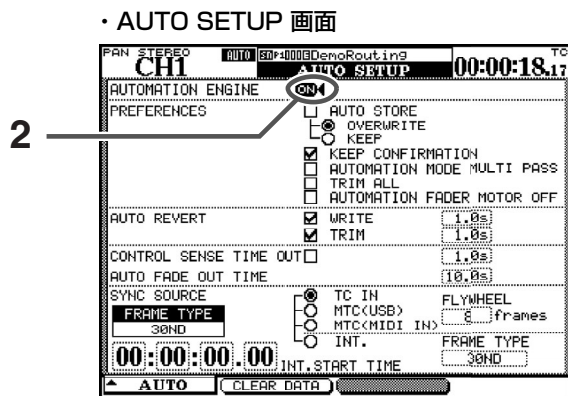 ・AUTO SETUP 画面
PAN STEREO AUTO DemoRouting TC
CH1 AUTO SETUP 00:00:18.17
AUTOMATION ENGINE ON
2
PREFERENCES AUTO STORE
OVERWRITE
KEEP
KEEP CONFIRMATION
AUTOMATION MODE MULTI PASS
TRIM ALL
AUTOMATION FADER MOTOR OFF
AUTO REVERT WRITE 1.0s
TRIM 1.0s
CONTROL SENSE TIME OUT 1.0s
AUTO FADE OUT TIME 10.0s
SYNC SOURCE TC IN FLYWHEEL
FRAME TYPE MTC(USB) 8 frames
30ND MTC(MIDI IN)
INT. FRAME TYPE
00:00:00.00 INT.START TIME 30ND
AUTO CLEAR DATA